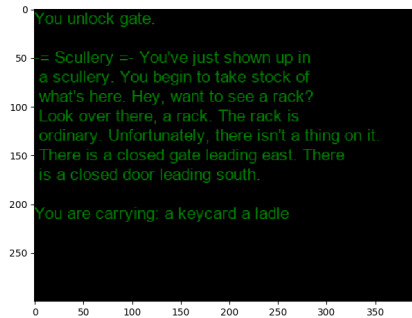 You unlock gate.
-= Scullery =- You've just shown up in
a scullery. You begin to take stock of
what's here. Hey, want to see a rack?
Look over there, a rack. The rack is
ordinary. Unfortunately, there isn't a thing on it.
There is a closed gate leading east. There
is a closed door leading south.
You are carrying: a keycard a ladle
0
50
100
150
200
250
0 50 100 150 200 250 300 350